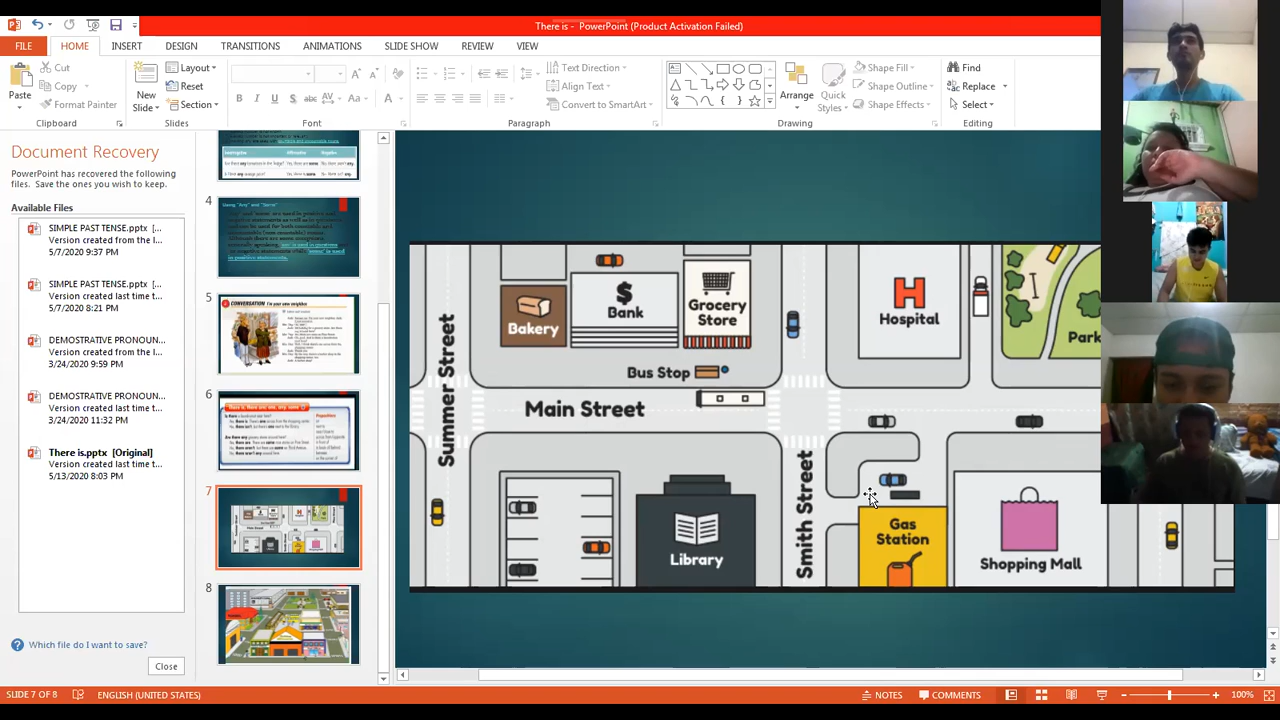 There is - PowerPoint (Product Activation Failed)
FILE HOME INSERT DESIGN TRANSITIONS ANIMATIONS SLIDE SHOW REVIEW VIEW
Paste
Cut
Copy
Format Painter
Clipboard
New Slide
Layout
Reset
Section
Slides
Font
Text Direction
Align Text
Convert to SmartArt
Paragraph
Arrange
Quick Styles
Shape Fill
Shape Outline
Shape Effects
Drawing
Find
Replace
Select
Editing
Document Recovery
PowerPoint has recovered the following
files. Save the ones you wish to keep.
Available Files
SIMPLE PAST TENSE.pptx [...
Version created from the l...
5/7/2020 9:37 PM
SIMPLE PAST TENSE.pptx [...
Version created last time t...
5/7/2020 8:21 PM
DEMOSTRATIVE PRONOUN...
Version created from the l...
3/24/2020 9:59 PM
DEMOSTRATIVE PRONOUN...
Version created last time t...
3/24/2020 11:32 PM
There is.pptx [Original]
Version created last time t...
5/13/2020 8:03 PM
Which file do I want to save?
Close
4
Using "Any" and "Some"
5
CONVERSATION I'm your new neighbor
6
7
8
Bakery
$
Bank
Grocery
Store
H
Hospital
Park
Bus Stop
Summer Street
Main Street
Smith Street
Library
Gas
Station
Shopping Mall
SLIDE 7 OF 8
ENGLISH (UNITED STATES)
NOTES
COMMENTS
100%